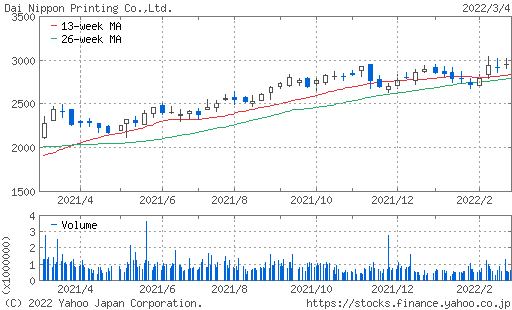 Dai Nippon Printing Co.,Ltd. 2022/3/4
3500
13-week MA
26-week MA
3000
2500
2000
1500
2021/4 2021/6 2021/8 2021/10 2021/12 2022/2
4
Volume
3
2
1
0
(x1000000)
2021/4 2021/6 2021/8 2021/10 2021/12 2022/2
(C) 2022 Yahoo Japan Corporation. https://stocks.finance.yahoo.co.jp